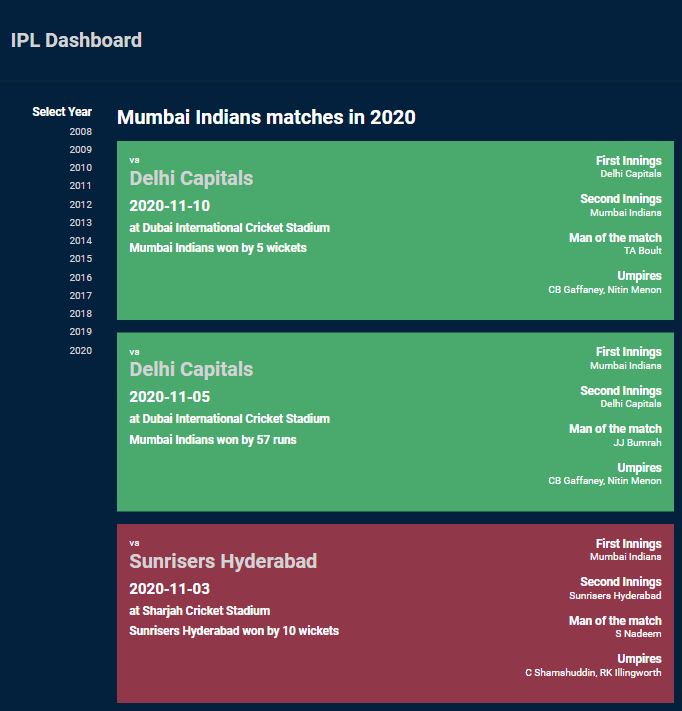 IPL Dashboard
Select Year
2008
2009
2010
2011
2012
2013
2014
2015
2016
2017
2018
2019
2020
Mumbai Indians matches in 2020
vs
Delhi Capitals
2020-11-10
at Dubai International Cricket Stadium
Mumbai Indians won by 5 wickets
First Innings
Delhi Capitals
Second Innings
Mumbai Indians
Man of the match
TA Boult
Umpires
CB Gaffaney, Nitin Menon
vs
Delhi Capitals
2020-11-05
at Dubai International Cricket Stadium
Mumbai Indians won by 57 runs
First Innings
Mumbai Indians
Second Innings
Delhi Capitals
Man of the match
JJ Bumrah
Umpires
CB Gaffaney, Nitin Menon
vs
Sunrisers Hyderabad
2020-11-03
at Sharjah Cricket Stadium
Sunrisers Hyderabad won by 10 wickets
First Innings
Mumbai Indians
Second Innings
Sunrisers Hyderabad
Man of the match
S Nadeem
Umpires
C Shamshuddin, RK Illingworth